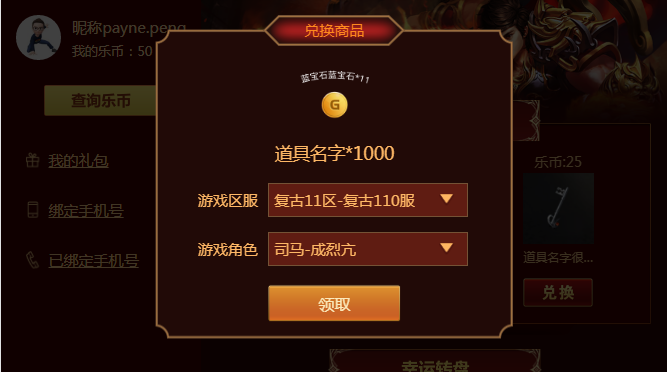 昵称payne.peng
我的乐币：50
查询乐币
我的礼包
绑定手机号
已绑定手机号
兑换商品
蓝宝石蓝宝石*11
G
道具名字*1000
游戏区服 复古11区-复古110服
游戏角色 司马-成烈亢
领取
乐币:25
道具名字很...
兑换
幸运转盘